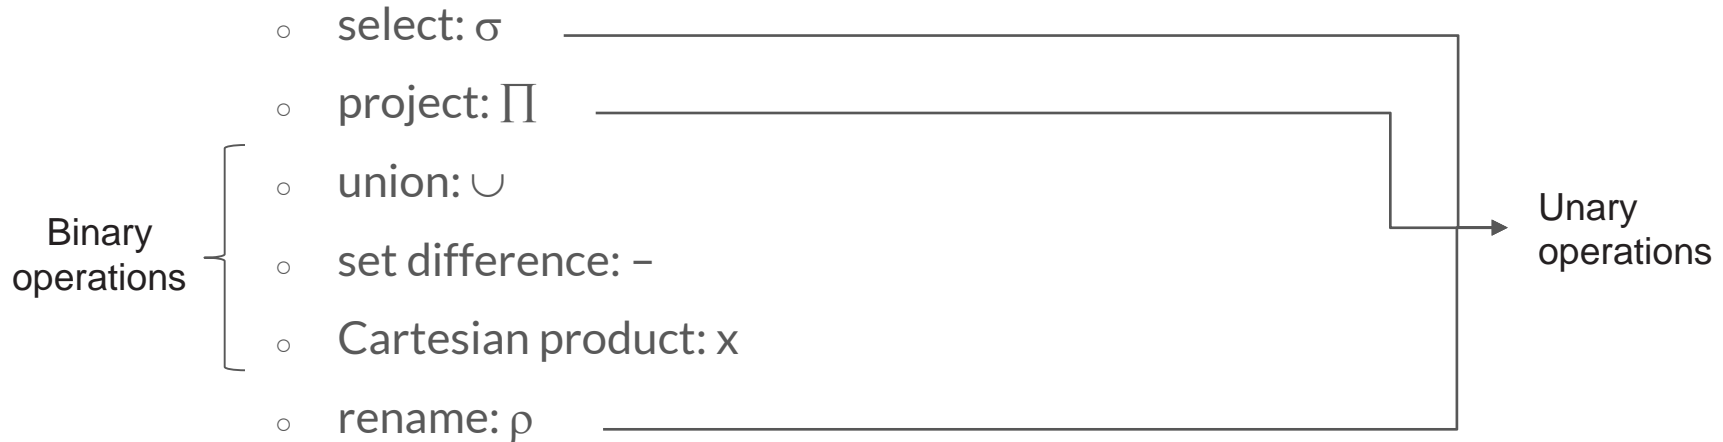 ○ select: σ
○ project: ∏
○ union: ∪
○ set difference: –
○ Cartesian product: x
○ rename: ρ
Binary
operations
Unary
operations